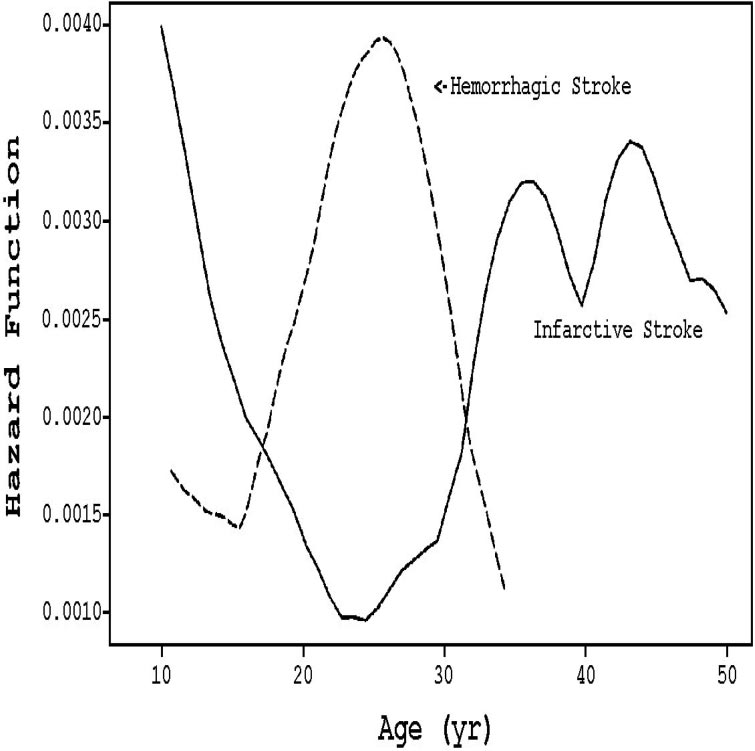 Hazard Function
0.0040
0.0035
0.0030
0.0025
0.0020
0.0015
0.0010
<-Hemorrhagic Stroke
Infarctive Stroke
10 20 30 40 50
Age (yr)